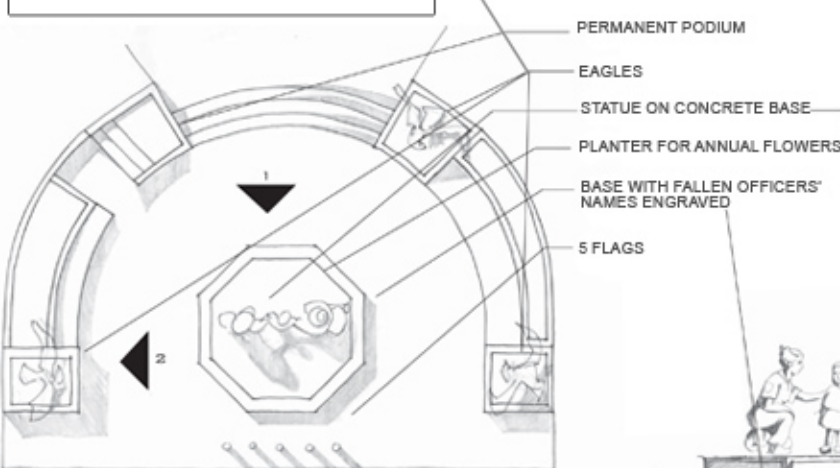 PERMANENT PODIUM
EAGLES
STATUE ON CONCRETE BASE
PLANTER FOR ANNUAL FLOWERS
BASE WITH FALLEN OFFICERS'
NAMES ENGRAVED
5 FLAGS
1
2